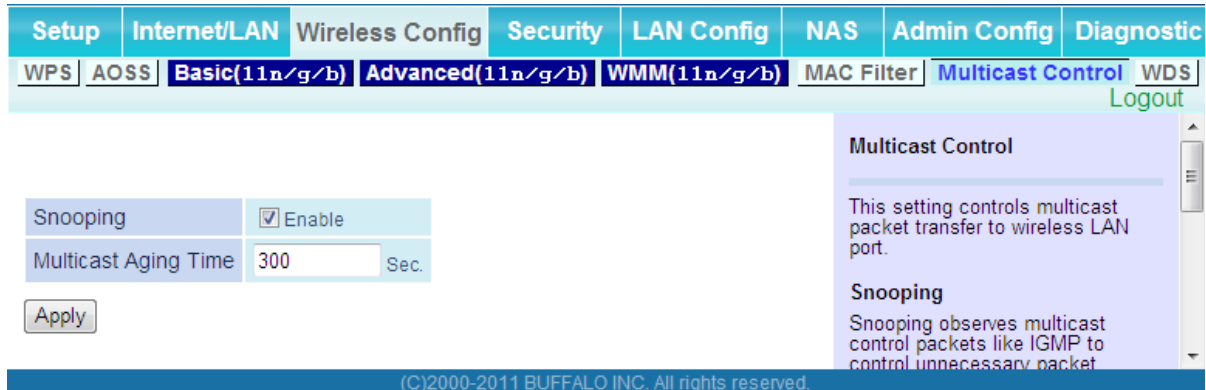 Setup Internet/LAN Wireless Config Security LAN Config NAS Admin Config Diagnostic
WPS AOSS Basic(11n/g/b) Advanced(11n/g/b) WMM(11n/g/b) MAC Filter Multicast Control WDS
Logout
Snooping Enable
Multicast Aging Time 300 Sec.
Apply
Multicast Control
This setting controls multicast
packet transfer to wireless LAN
port.
Snooping
Snooping observes multicast
control packets like IGMP to
control unnecessary packet
(C)2000-2011 BUFFALO INC. All rights reserved.